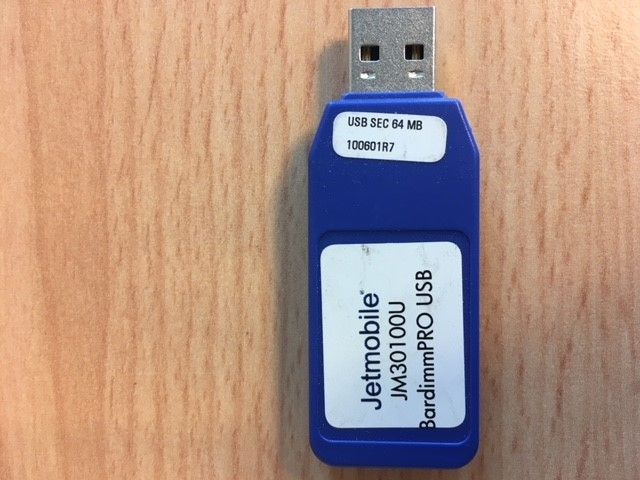 USB SEC 64 MB
100601R7
Jetmobile®
JM30100U
BardimmPRO USB